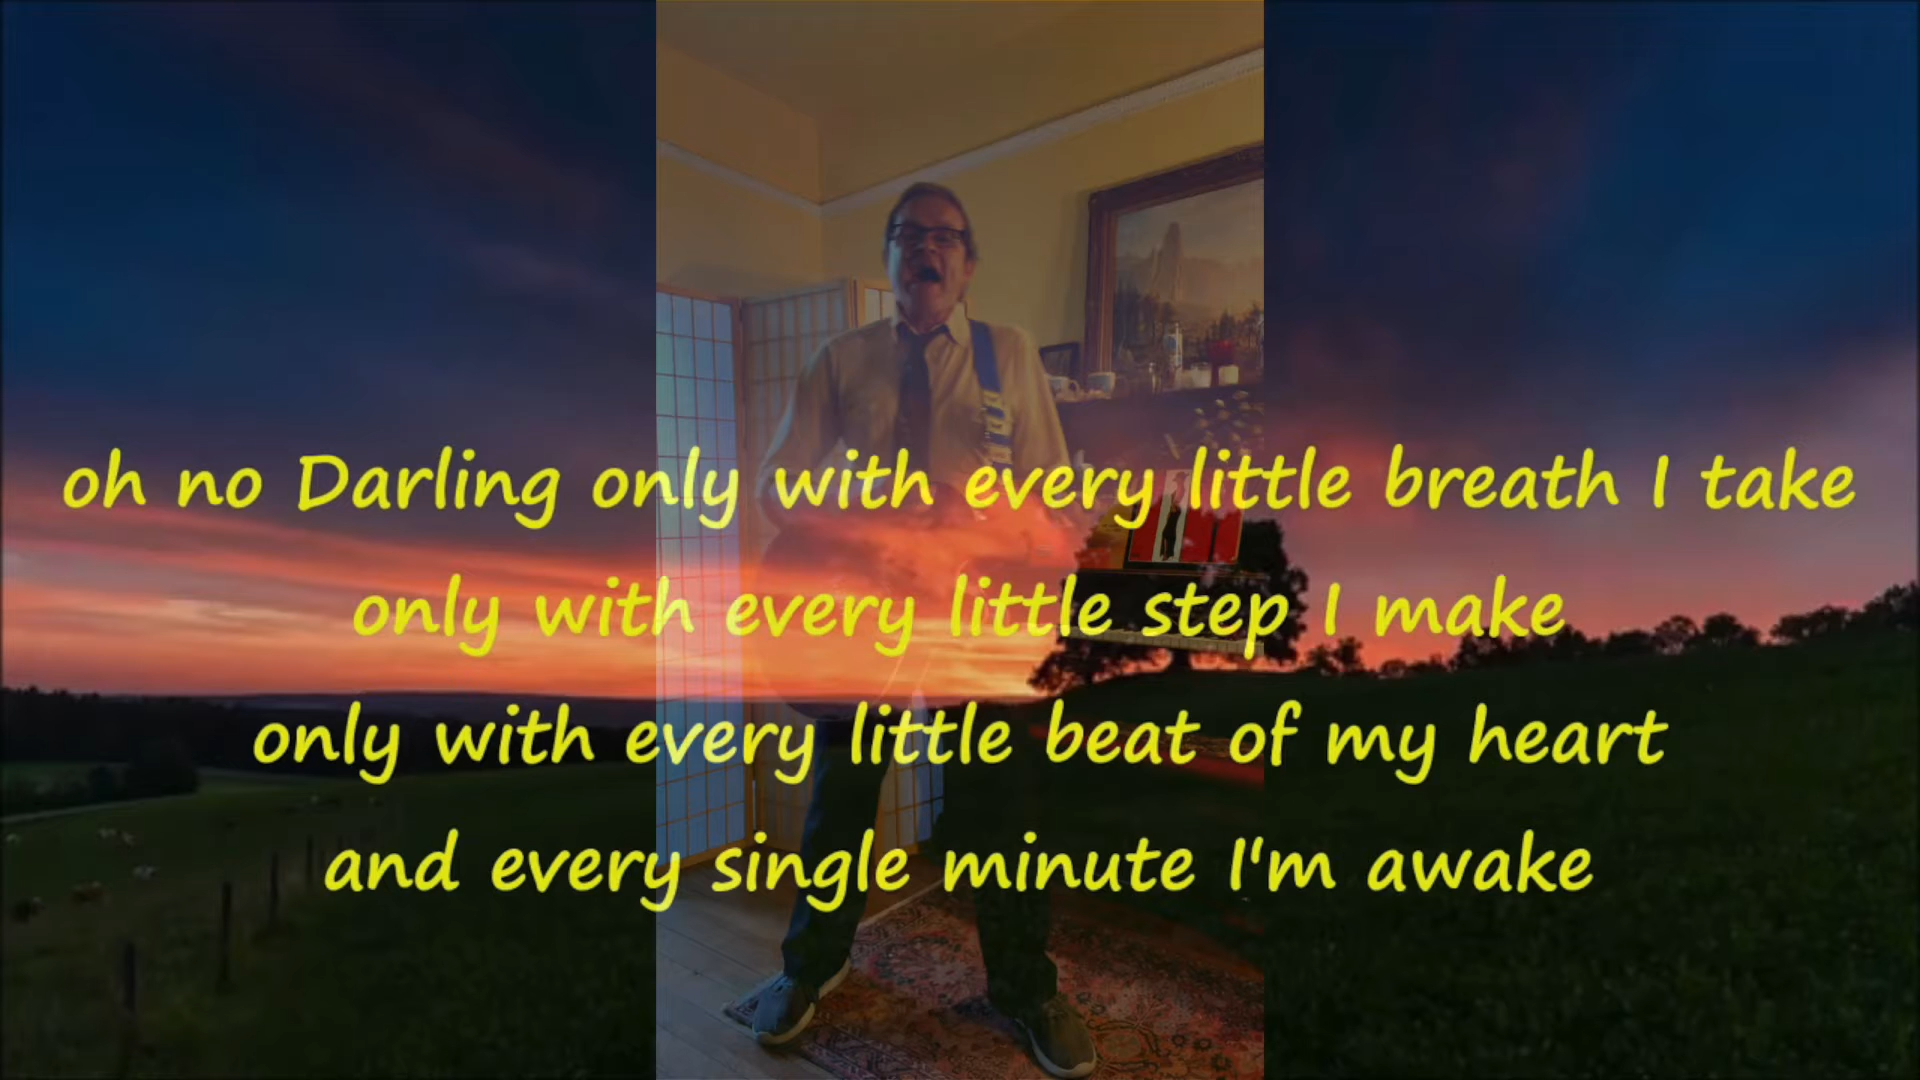 oh no Darling only with every little breath I take
only with every little step I make
only with every little beat of my heart
and every single minute I'm awake